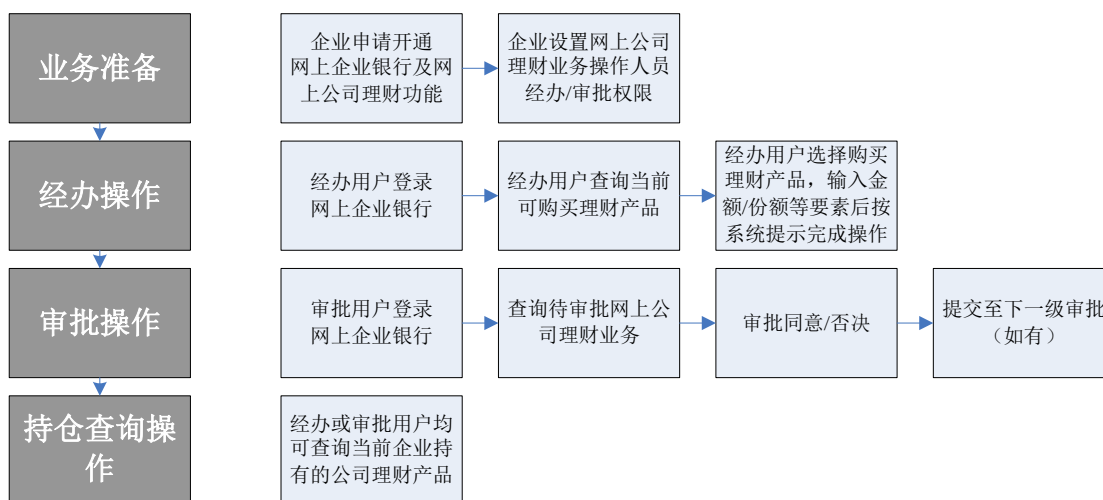 业务准备
企业申请开通
网上企业银行及网
上公司理财功能
企业设置网上公司
理财业务操作人员
经办/审批权限
经办操作
经办用户登录
网上企业银行
经办用户查询当前
可购买理财产品
经办用户选择购买
理财产品，输入金
额/份额等要素后按
系统提示完成操作
审批操作
审批用户登录
网上企业银行
查询待审批网上公
司理财业务
审批同意/否决
提交至下一级审批
（如有）
持仓查询操
作
经办或审批用户均
可查询当前企业持
有的公司理财产品